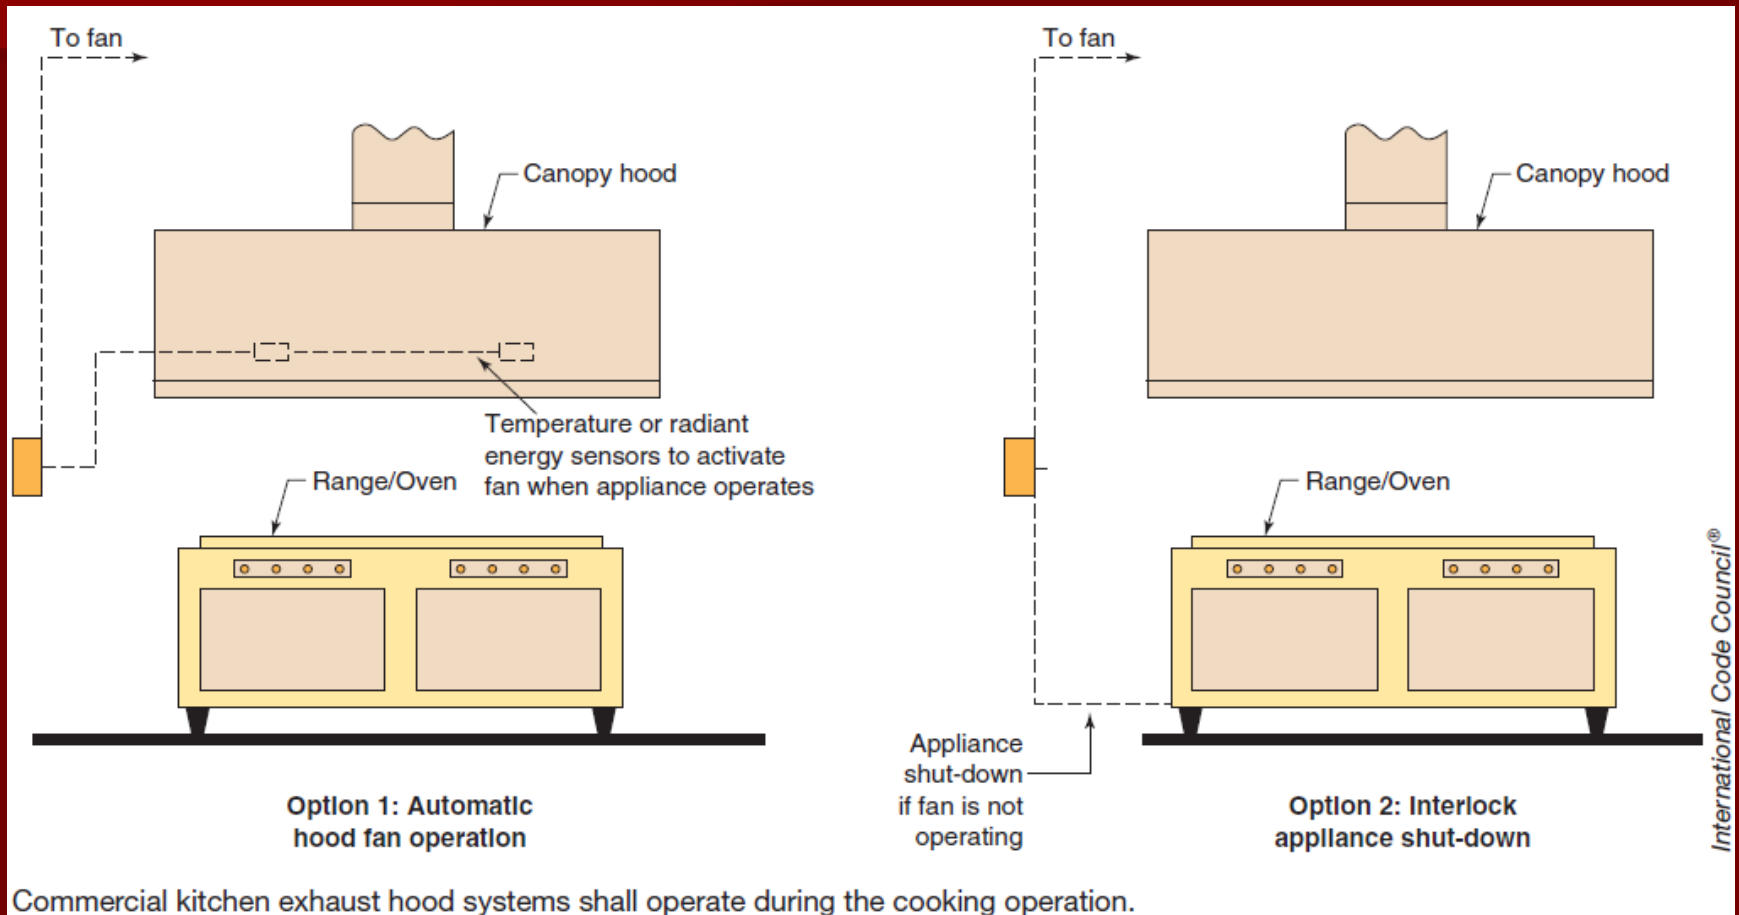 To fan
Canopy hood
Temperature or radiant
energy sensors to activate
fan when appliance operates
Range/Oven
Option 1: Automatic
hood fan operation
To fan
Canopy hood
Range/Oven
Appliance
shut-down
if fan is not
operating
Option 2: Interlock
appliance shut-down
International Code Council®
Commercial kitchen exhaust hood systems shall operate during the cooking operation.